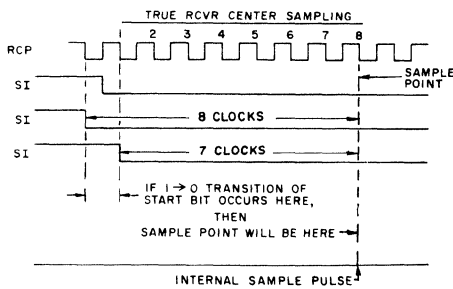 TRUE RCVR CENTER SAMPLING
2 3 4 5 6 7 8
RCP
SI
SAMPLE
POINT
SI
8 CLOCKS
SI
7 CLOCKS
IF 1→0 TRANSITION OF
START BIT OCCURS HERE,
THEN
SAMPLE POINT WILL BE HERE
INTERNAL SAMPLE PULSE